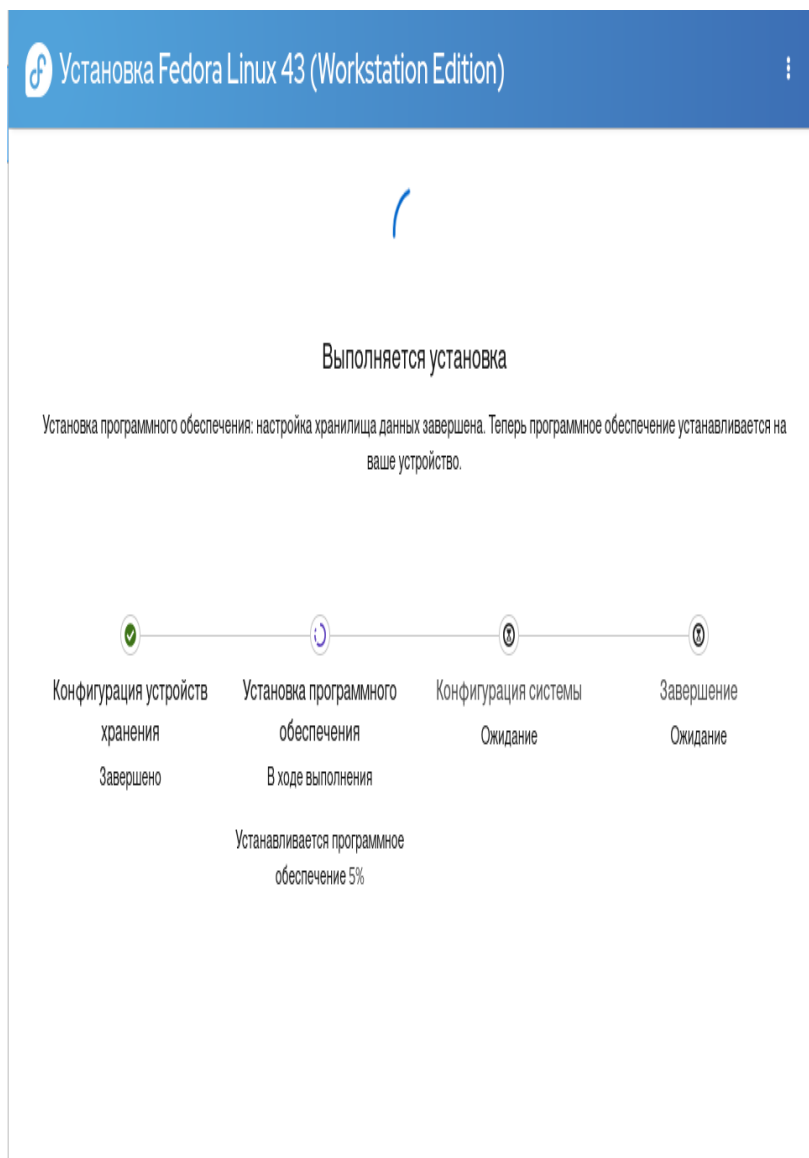 Установка Fedora Linux 43 (Workstation Edition)
Выполняется установка
Установка программного обеспечения: настройка хранилища данных завершена. Теперь программное обеспечение устанавливается на
ваше устройство.
Конфигурация устройств
хранения
Завершено
Установка программного
обеспечения
В ходе выполнения
Устанавливается программное
обеспечение 5%
Конфигурация системы
Ожидание
Завершение
Ожидание